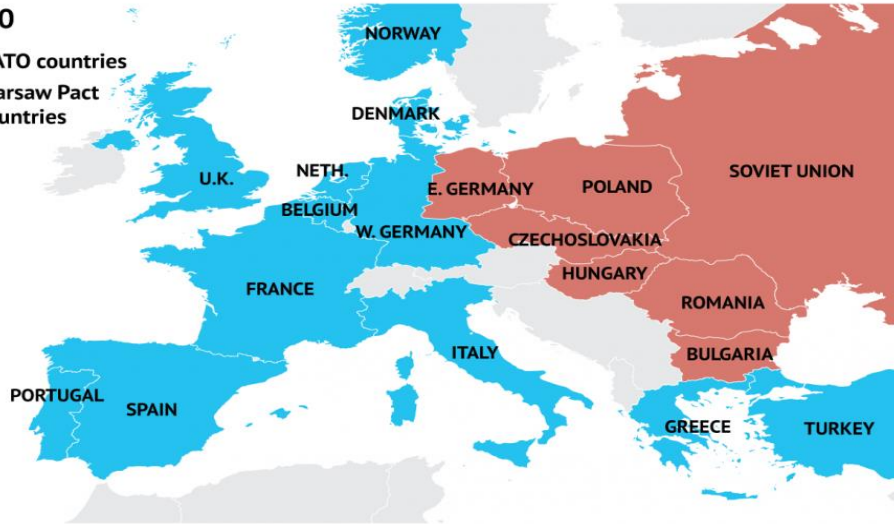 0
ATO countries
arsaw Pact
untries
NORWAY
DENMARK
U.K.
NETH.
BELGIUM
E. GERMANY
POLAND
SOVIET UNION
W. GERMANY
CZECHOSLOVAKIA
HUNGARY
FRANCE
ROMANIA
ITALY
BULGARIA
PORTUGAL
SPAIN
GREECE
TURKEY